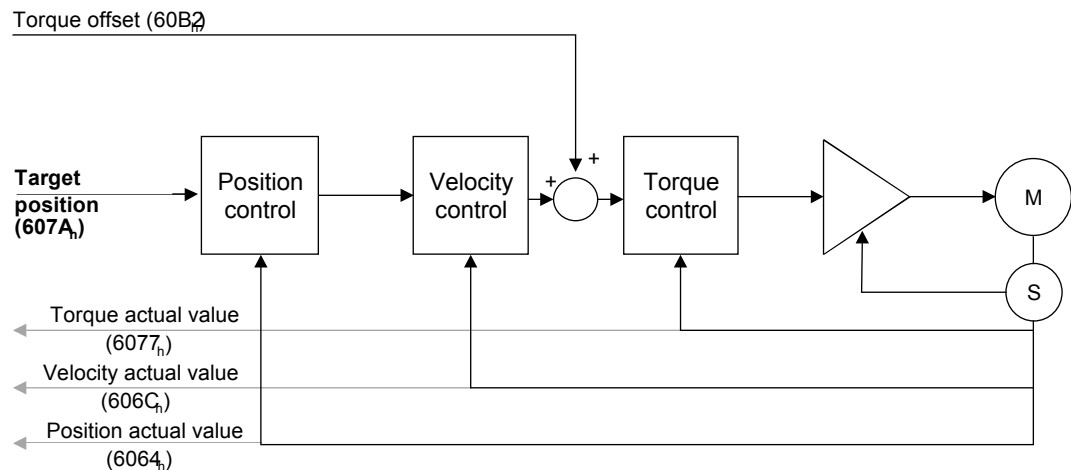 Torque offset (60B2h)
+
+
Target
position
(607Ah)
Position
control
Velocity
control
Torque
control
M
S
Torque actual value
(6077h)
Velocity actual value
(606Ch)
Position actual value
(6064h)